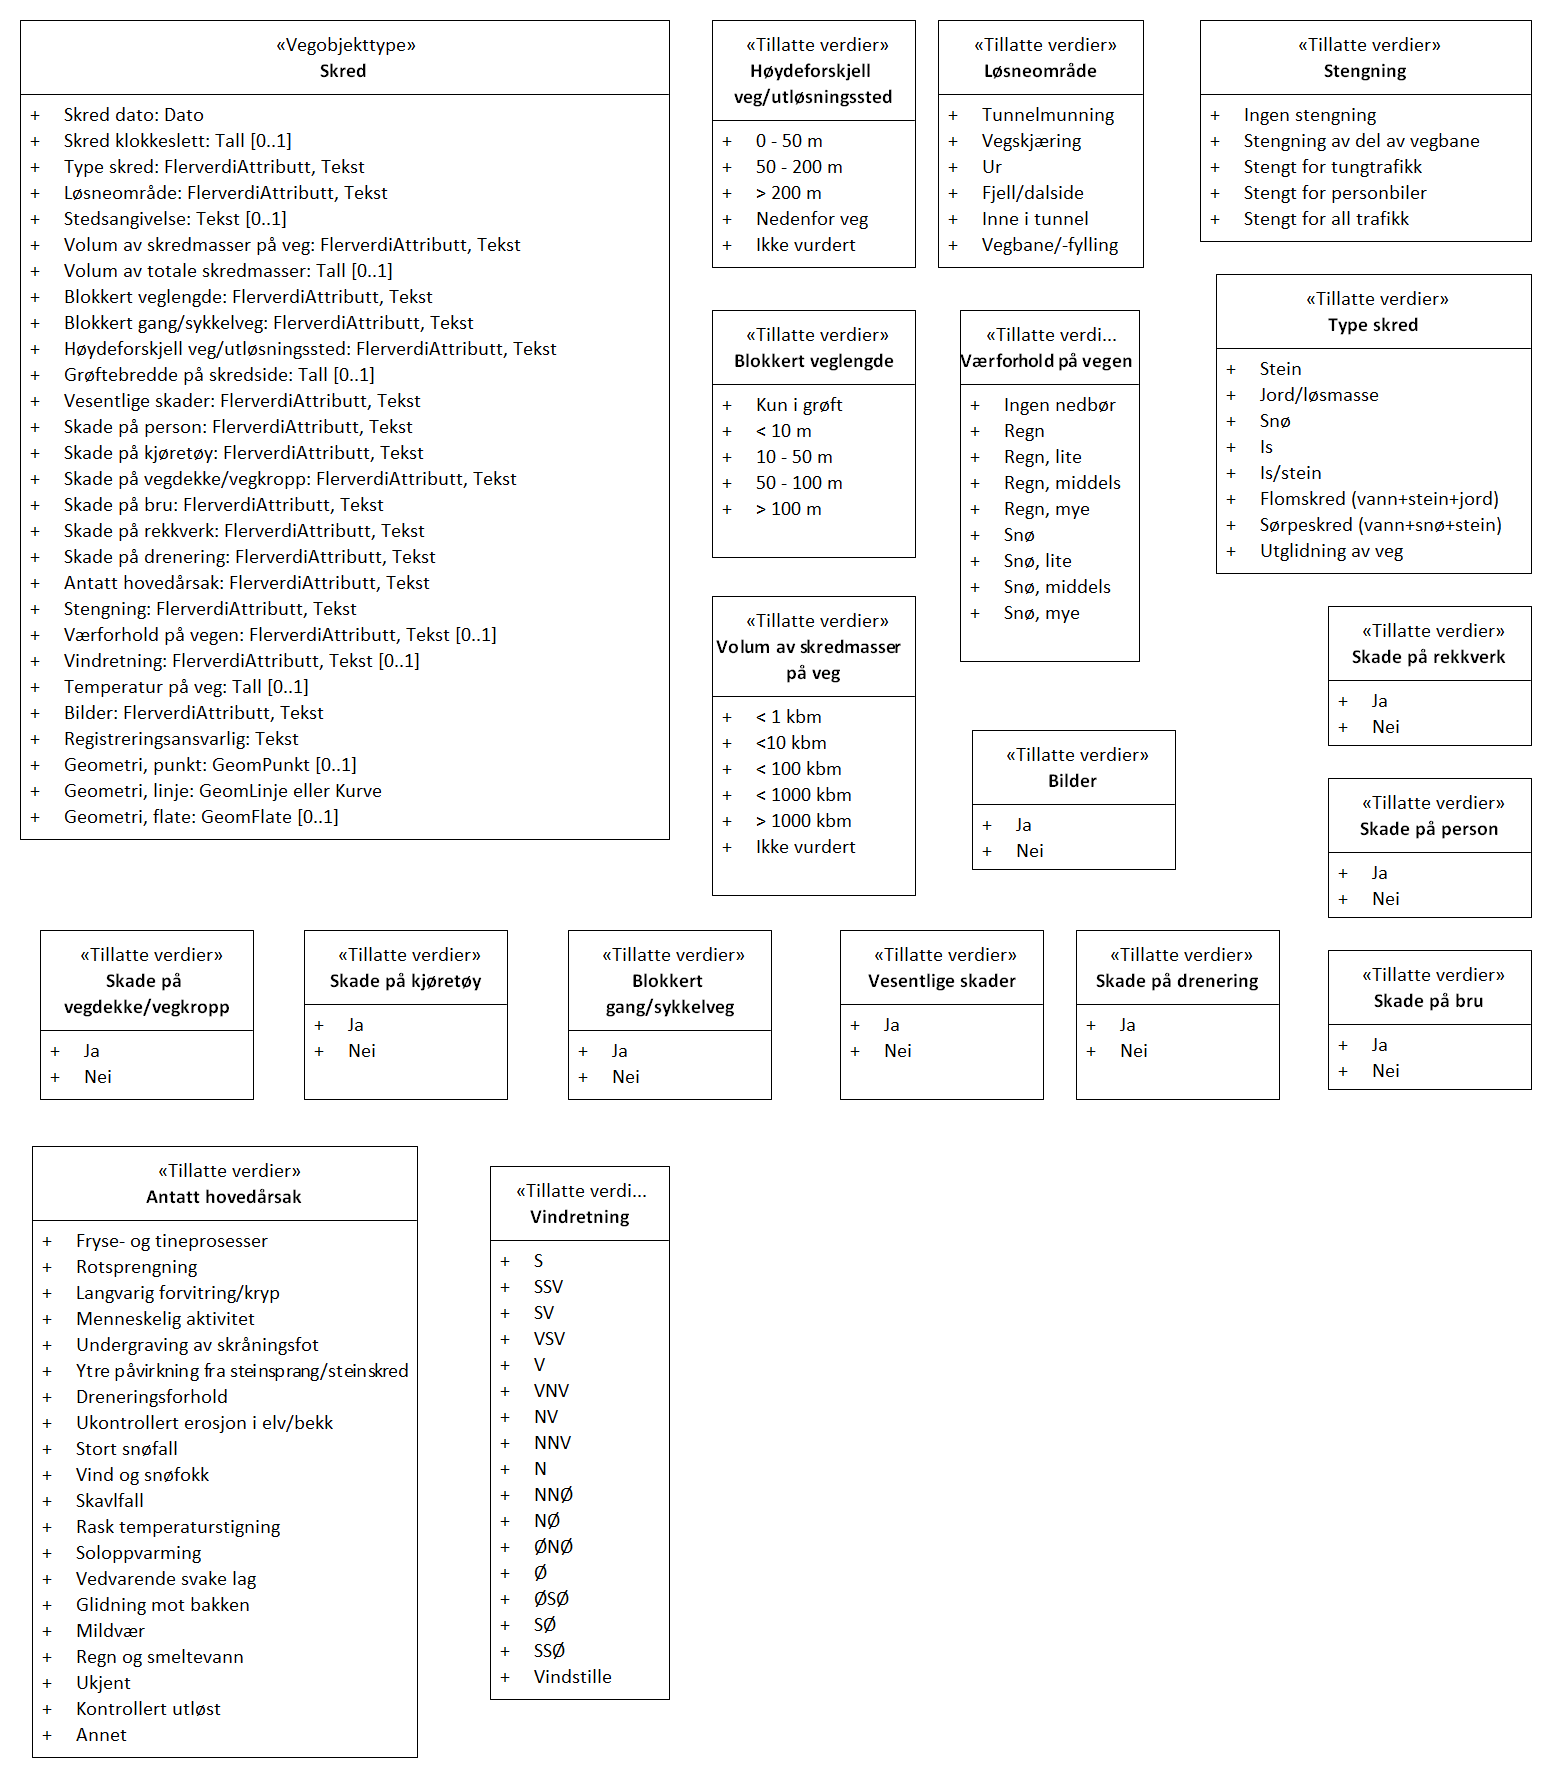 «Vegobjekttype»
Skred
+ Skred dato: Dato
+ Skred klokkeslett: Tall [0..1]
+ Type skred: FlerverdiAttributt, Tekst
+ Løsneområde: FlerverdiAttributt, Tekst
+ Stedsangivelse: Tekst [0..1]
+ Volum av skredmasser på veg: FlerverdiAttributt, Tekst
+ Volum av totale skredmasser: Tall [0..1]
+ Blokkert veglengde: FlerverdiAttributt, Tekst
+ Blokkert gang/sykkelveg: FlerverdiAttributt, Tekst
+ Høydeforskjell veg/utløsningssted: FlerverdiAttributt, Tekst
+ Grøftebredde på skredside: Tall [0..1]
+ Vesentlige skader: FlerverdiAttributt, Tekst
+ Skade på person: FlerverdiAttributt, Tekst
+ Skade på kjøretøy: FlerverdiAttributt, Tekst
+ Skade på vegdekke/vegkropp: FlerverdiAttributt, Tekst
+ Skade på bru: FlerverdiAttributt, Tekst
+ Skade på rekkverk: FlerverdiAttributt, Tekst
+ Skade på drenering: FlerverdiAttributt, Tekst
+ Antatt hovedårsak: FlerverdiAttributt, Tekst
+ Stengning: FlerverdiAttributt, Tekst
+ Værforhold på vegen: FlerverdiAttributt, Tekst [0..1]
+ Vindretning: FlerverdiAttributt, Tekst [0..1]
+ Temperatur på veg: Tall [0..1]
+ Bilder: FlerverdiAttributt, Tekst
+ Registreringsansvarlig: Tekst
+ Geometri, punkt: GeomPunkt [0..1]
+ Geometri, linje: GeomLinje eller Kurve
+ Geometri, flate: GeomFlate [0..1]
«Tillatte verdier»
Høydeforskjell
veg/utløsningssted
+ 0 - 50 m
+ 50 - 200 m
+ > 200 m
+ Nedenfor veg
+ Ikke vurdert
«Tillatte verdier»
Løsneområde
+ Tunnelmunning
+ Vegskjæring
+ Ur
+ Fjell/dalside
+ Inne i tunnel
+ Vegbane/-fylling
«Tillatte verdier»
Stengning
+ Ingen stengning
+ Stengning av del av vegbane
+ Stengt for tungtrafikk
+ Stengt for personbiler
+ Stengt for all trafikk
«Tillatte verdier»
Blokkert veglengde
+ Kun i grøft
+ < 10 m
+ 10 - 50 m
+ 50 - 100 m
+ > 100 m
«Tillatte verdi...
Værforhold på vegen
+ Ingen nedbør
+ Regn
+ Regn, lite
+ Regn, middels
+ Regn, mye
+ Snø
+ Snø, lite
+ Snø, middels
+ Snø, mye
«Tillatte verdier»
Type skred
+ Stein
+ Jord/løsmasse
+ Snø
+ Is
+ Is/stein
+ Flomskred (vann+stein+jord)
+ Sørpeskred (vann+snø+stein)
+ Utglidning av veg
«Tillatte verdier»
Volum av skredmasser
på veg
+ < 1 kbm
+ <10 kbm
+ < 100 kbm
+ < 1000 kbm
+ > 1000 kbm
+ Ikke vurdert
«Tillatte verdier»
Bilder
+ Ja
+ Nei
«Tillatte verdier»
Skade på rekkverk
+ Ja
+ Nei
«Tillatte verdier»
Skade på person
+ Ja
+ Nei
«Tillatte verdier»
Skade på
vegdekke/vegkropp
+ Ja
+ Nei
«Tillatte verdier»
Skade på kjøretøy
+ Ja
+ Nei
«Tillatte verdier»
Blokkert
gang/sykkelveg
+ Ja
+ Nei
«Tillatte verdier»
Vesentlige skader
+ Ja
+ Nei
«Tillatte verdier»
Skade på drenering
+ Ja
+ Nei
«Tillatte verdier»
Skade på bru
+ Ja
+ Nei
«Tillatte verdier»
Antatt hovedårsak
+ Fryse- og tineprosesser
+ Rotsprengning
+ Langvarig forvitring/kryp
+ Menneskelig aktivitet
+ Undergraving av skråningsfot
+ Ytre påvirkning fra steinsprang/steinskred
+ Dreneringsforhold
+ Ukontrollert erosjon i elv/bekk
+ Stort snøfall
+ Vind og snøfokk
+ Skavlfall
+ Rask temperaturstigning
+ Soloppvarming
+ Vedvarende svake lag
+ Glidning mot bakken
+ Mildvær
+ Regn og smeltevann
+ Ukjent
+ Kontrollert utløst
+ Annet
«Tillatte verdi...
Vindretning
+ S
+ SSV
+ SV
+ VSV
+ V
+ VNV
+ NV
+ NNV
+ N
+ NNØ
+ NØ
+ ØNØ
+ Ø
+ ØSØ
+ SØ
+ SSØ
+ Vindstille